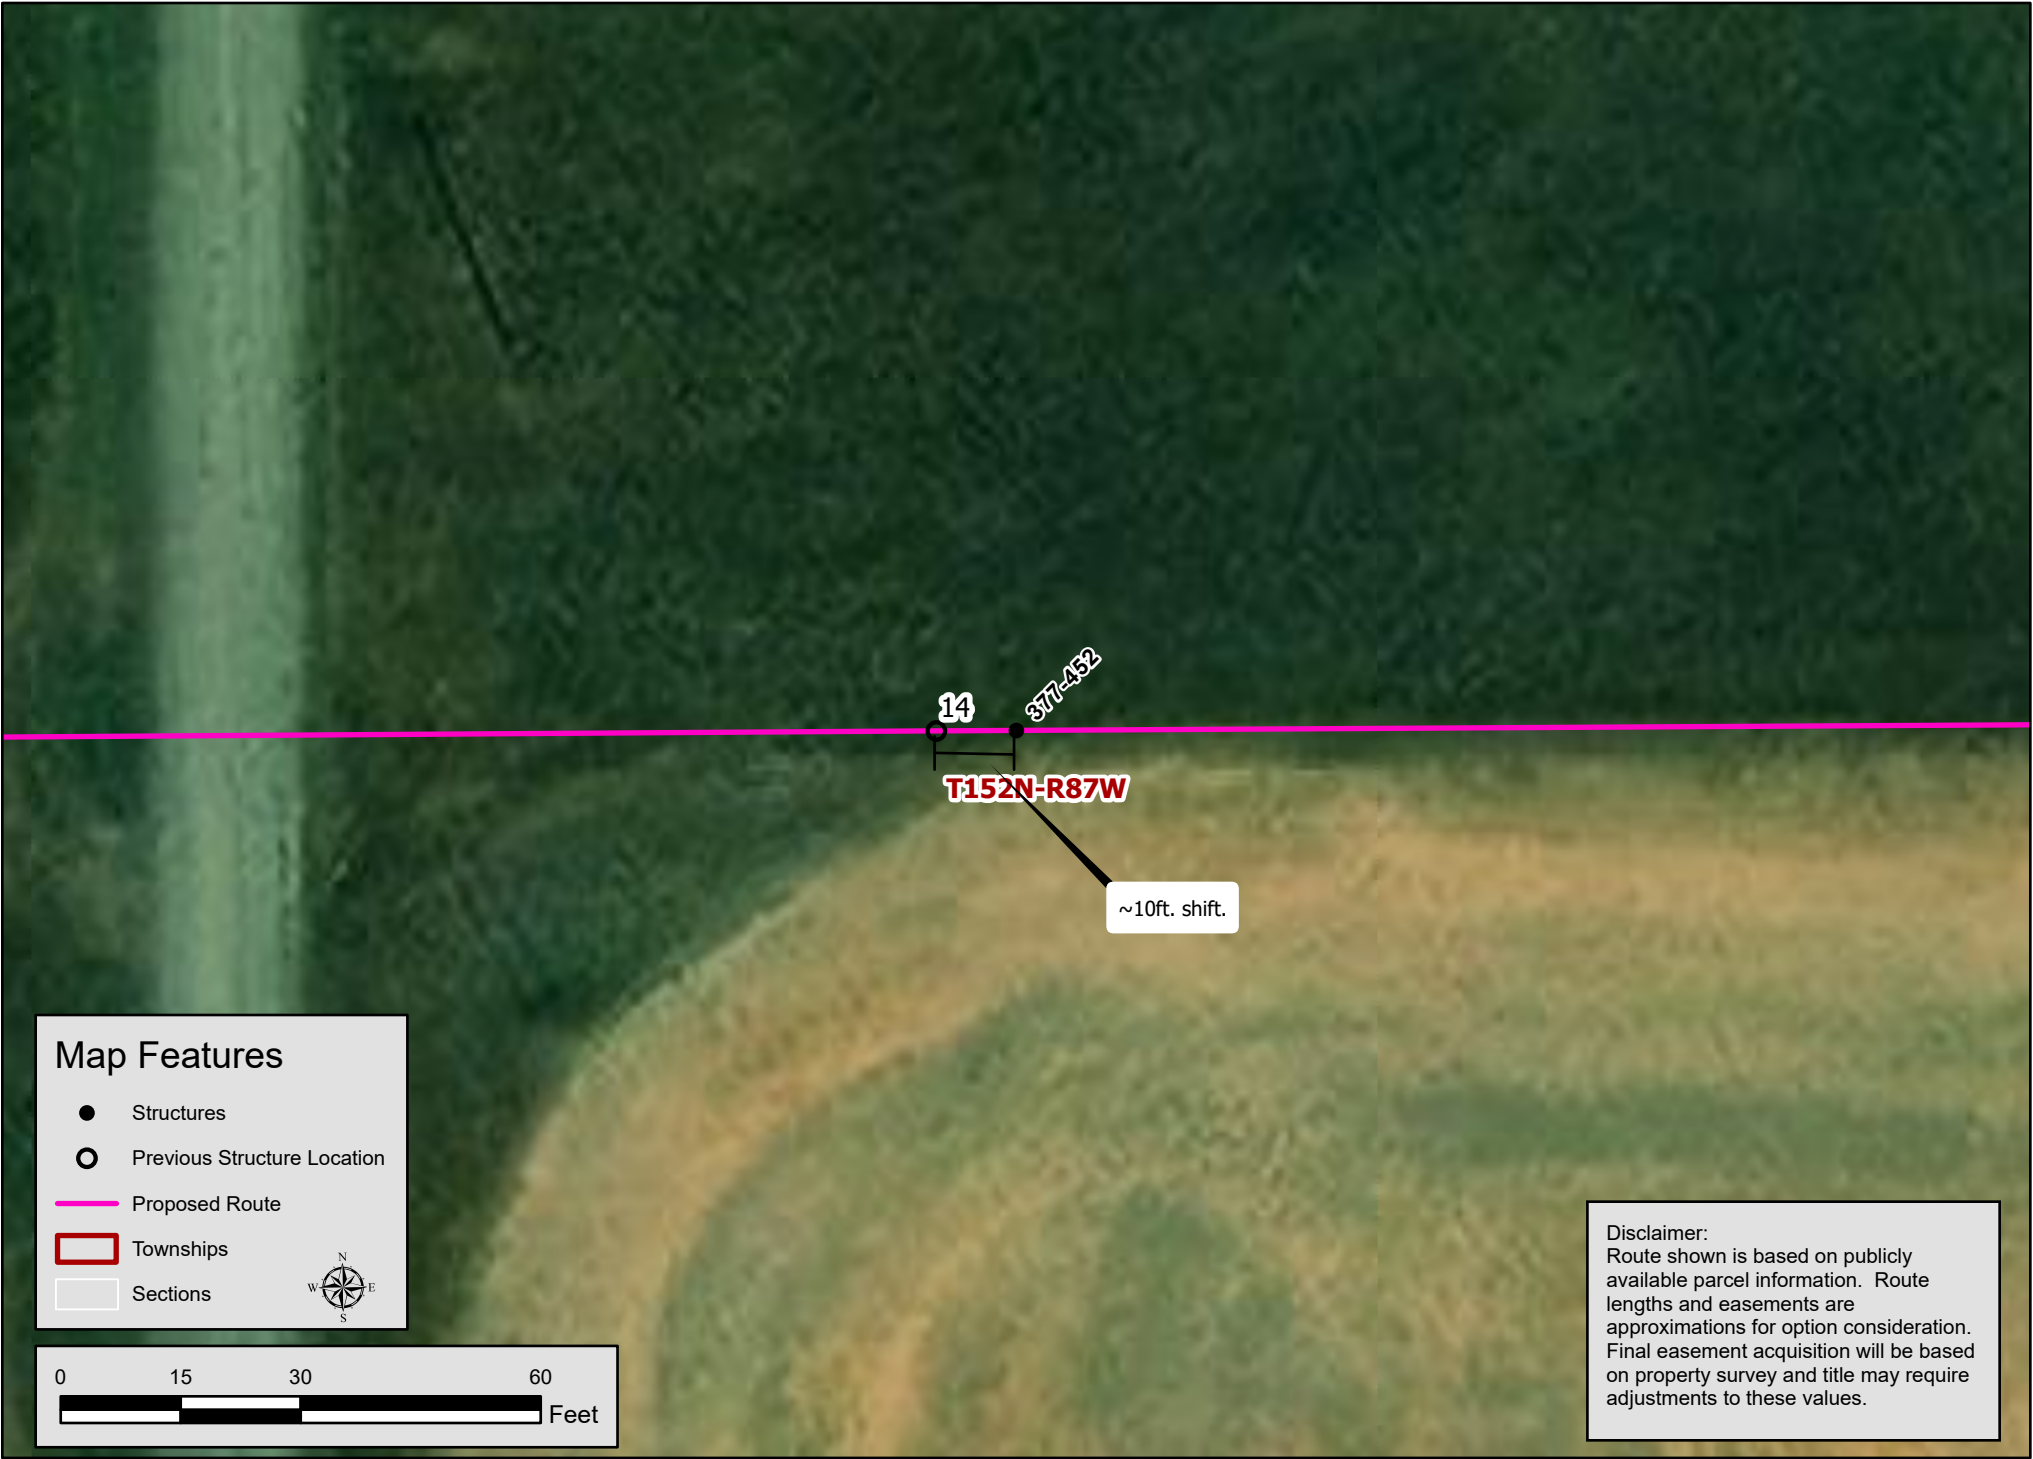 14
377-452
T152N-R87W
~10ft. shift.
Map Features
Structures
Previous Structure Location
Proposed Route
Townships
Sections
N
W E
S
0 15 30 60
Feet
Disclaimer:
Route shown is based on publicly
available parcel information. Route
lengths and easements are
approximations for option consideration.
Final easement acquisition will be based
on property survey and title may require
adjustments to these values.